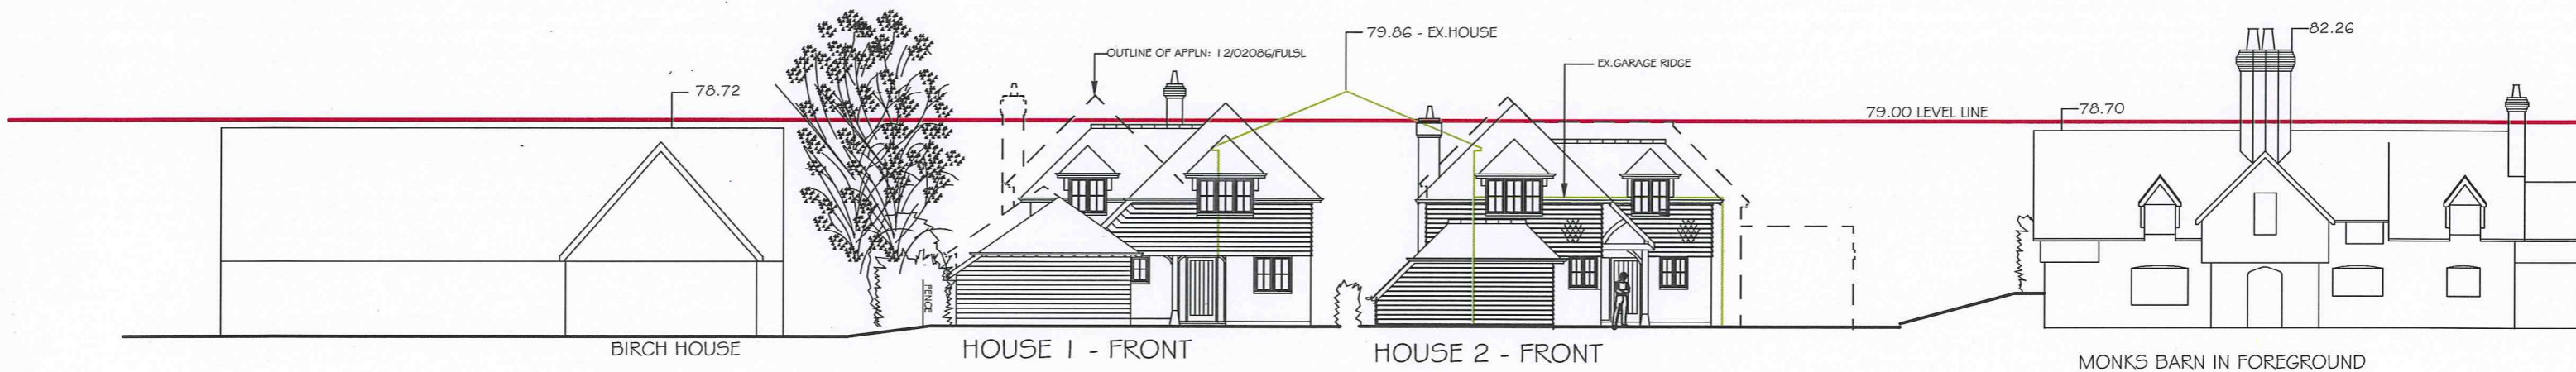 79.86 - EX.HOUSE
82.26
OUTLINE OF APPLN: 12/02086/FULSL
EX.GARAGE RIDGE
78.72
79.00 LEVEL LINE
78.70
FENCE
BIRCH HOUSE
HOUSE 1 - FRONT
HOUSE 2 - FRONT
MONKS BARN IN FOREGROUND